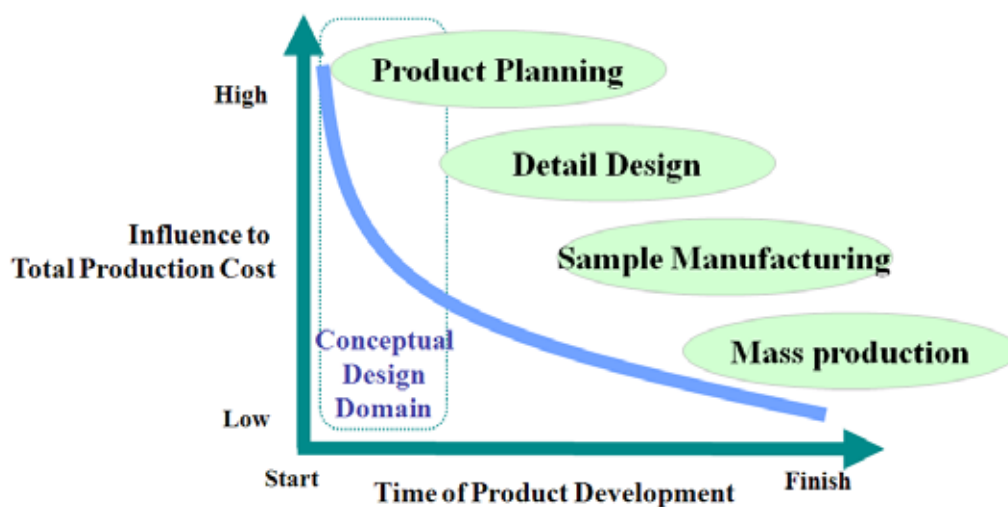 Product Planning
High
Detail Design
Influence to
Total Production Cost
Sample Manufacturing
Conceptual
Design
Domain
Mass production
Low
Start
Time of Product Development
Finish